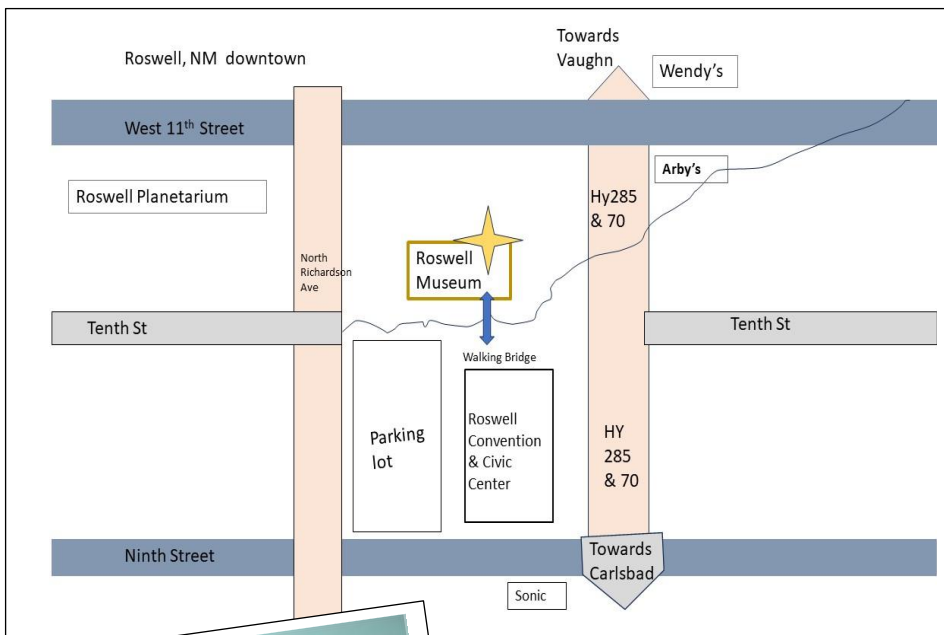 Towards
Vaughn
Roswell, NM  downtown
Wendy's
West 11th Street
Arby's
Roswell Planetarium
Hy285
& 70
Roswell
Museum
North
Richardson
Ave
Tenth St
Tenth St
Walking Bridge
Parking
lot
Roswell
Convention
& Civic
Center
HY
285
& 70
Ninth Street
Towards
Carlsbad
Sonic